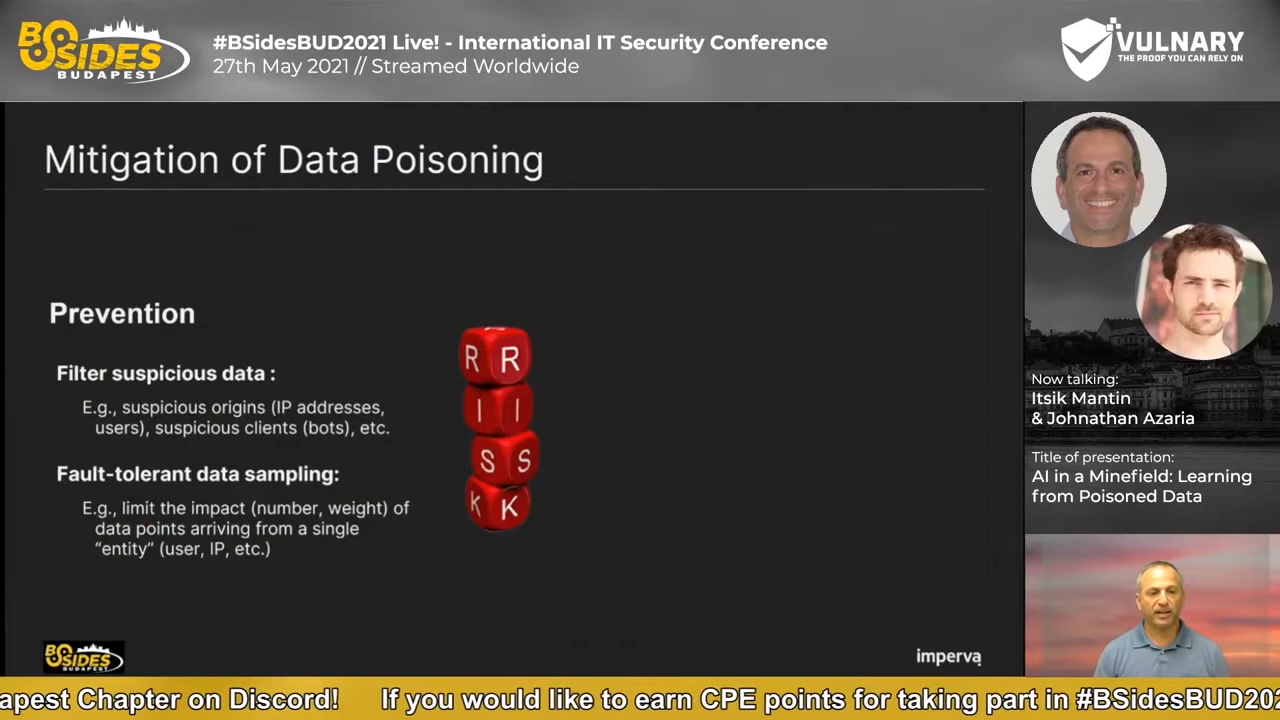 BSIDES
BUDAPEST
#BSidesBUD2021 Live! - International IT Security Conference
27th May 2021 // Streamed Worldwide
VULNARY
THE PROOF YOU CAN RELY ON
Mitigation of Data Poisoning
Prevention
Filter suspicious data :
E.g., suspicious origins (IP addresses,
users), suspicious clients (bots), etc.
Fault-tolerant data sampling:
E.g., limit the impact (number, weight) of
data points arriving from a single
“entity” (user, IP, etc.)
R R
I I
S S
K K
BSIDES
BUDAPEST
imperva
Now talking:
Itsik Mantin
& Johnathan Azaria
Title of presentation:
AI in a Minefield: Learning
from Poisoned Data
apest Chapter on Discord! If you would like to earn CPE points for taking part in #BSidesBUD202